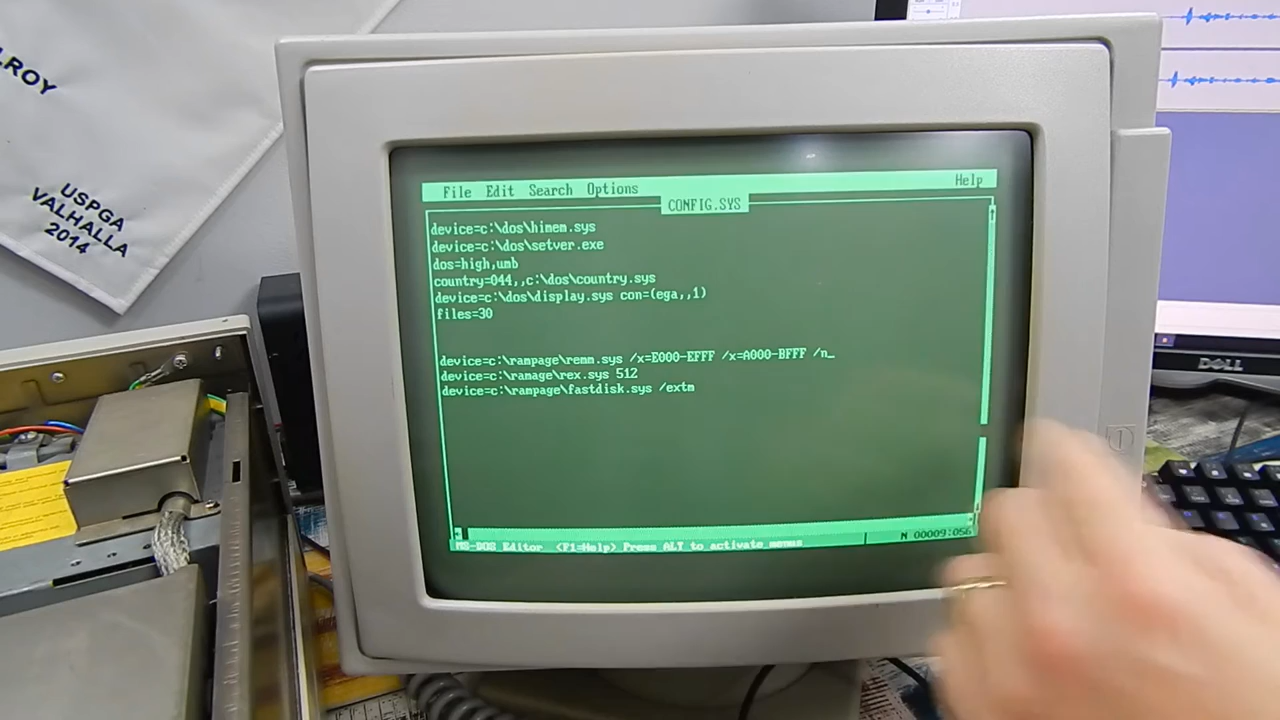 LROY
USPGA
VALHALLA
2014
File Edit Search Options Help
CONFIG.SYS
device=c:\dos\himem.sys
device=c:\dos\setver.exe
dos=high,umb
country=044,,c:\dos\country.sys
device=c:\dos\display.sys con=(ega,,1)
files=30
device=c:\rampage\remm.sys /x=E000-EFFF /x=A000-BFFF /n_
device=c:\ramage\rex.sys 512
device=c:\rampage\fastdisk.sys /extm
MS-DOS Editor <F1=Help> Press ALT to activate menus
N 00009:056
DELL